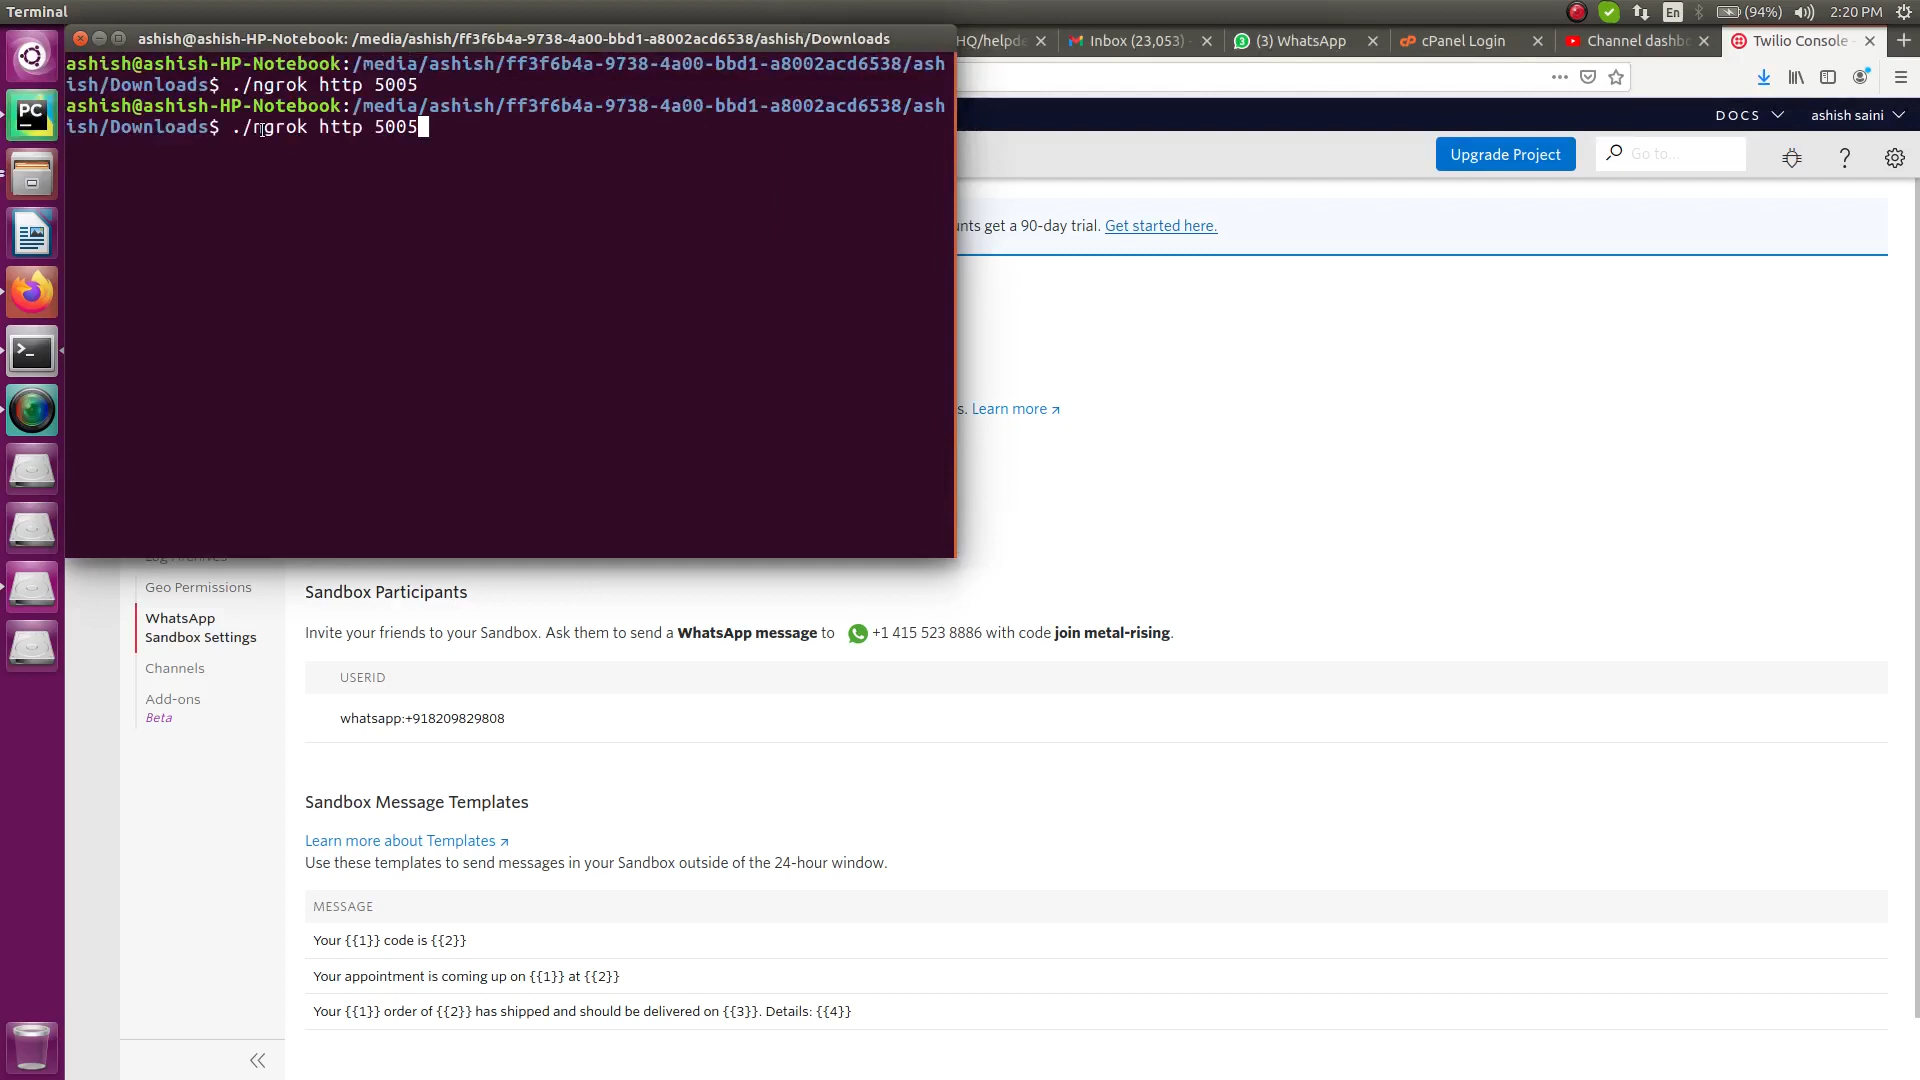 Terminal
En
(94%)
2:20 PM
ashish@ashish-HP-Notebook: /media/ashish/ff3f6b4a-9738-4a00-bbd1-a8002acd6538/ashish/Downloads
HQ/helpde
Inbox (23,053)
(3) WhatsApp
cPanel Login
Channel dashb
Twilio Console
ashish@ashish-HP-Notebook:/media/ashish/ff3f6b4a-9738-4a00-bbd1-a8002acd6538/ash
ish/Downloads$ ./ngrok http 5005
ashish@ashish-HP-Notebook:/media/ashish/ff3f6b4a-9738-4a00-bbd1-a8002acd6538/ash
ish/Downloads$ ./ngrok http 5005
PC
DOCS
ashish saini
Upgrade Project
Go to...
unts get a 90-day trial. Get started here.
s. Learn more
Geo Permissions
WhatsApp
Sandbox Settings
Channels
Add-ons
Beta
Sandbox Participants
Invite your friends to your Sandbox. Ask them to send a WhatsApp message to +1 415 523 8886 with code join metal-rising.
USERID
whatsapp:+918209829808
Sandbox Message Templates
Learn more about Templates
Use these templates to send messages in your Sandbox outside of the 24-hour window.
MESSAGE
Your {{1}} code is {{2}}
Your appointment is coming up on {{1}} at {{2}}
Your {{1}} order of {{2}} has shipped and should be delivered on {{3}}. Details: {{4}}